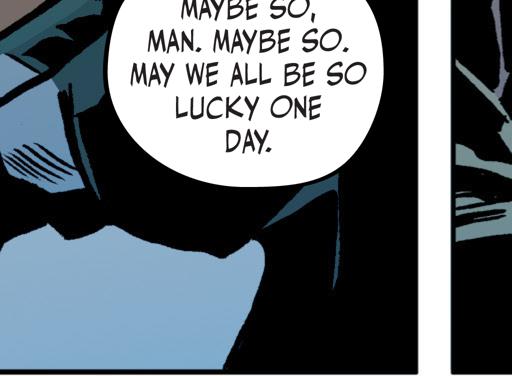 MAYBE SO,
MAN. MAYBE SO.
MAY WE ALL BE SO
LUCKY ONE
DAY.